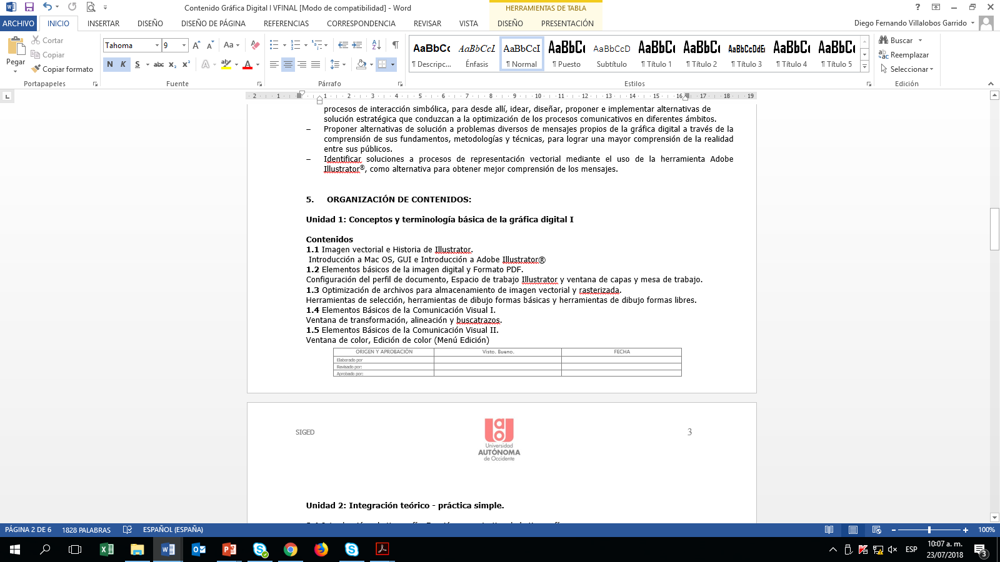 Contenido Gráfica Digital I VFINAL [Modo de compatibilidad] - Word
HERRAMIENTAS DE TABLA
ARCHIVO INICIO INSERTAR DISEÑO DISEÑO DE PÁGINA REFERENCIAS CORRESPONDENCIA REVISAR VISTA DISEÑO PRESENTACIÓN
Diego Fernando Villalobos Garrido
Pegar
Cortar
Copiar
Copiar formato
Portapapeles
Tahoma 9
Aa
N K S abc x₂ x²
Fuente
Párrafo
AaBbCc AaBbCcI AaBbCcI AaBbC AaBbCcD AaBbC AaBbC AaBbCcDdE AaBbC AaBbC
¶ Descripc... Énfasis ¶ Normal ¶ Puesto Subtítulo ¶ Título 1 ¶ Título 2 ¶ Título 3 ¶ Título 4 ¶ Título 5
Estilos
Buscar
Reemplazar
Seleccionar
Edición
2 1 1 2 3 4 5 6 7 8 9 10 11 12 13 14 15 16 17 18 19
procesos de interacción simbólica, para desde allí, idear, diseñar, proponer e implementar alternativas de
solución estratégica que conduzcan a la optimización de los procesos comunicativos en diferentes ámbitos.
– Proponer alternativas de solución a problemas diversos de mensajes propios de la gráfica digital a través de la
comprensión de sus fundamentos, metodologías y técnicas, para lograr una mayor comprensión de la realidad
entre sus públicos.
– Identificar soluciones a procesos de representación vectorial mediante el uso de la herramienta Adobe
Illustrator®, como alternativa para obtener mejor comprensión de los mensajes.
5. ORGANIZACIÓN DE CONTENIDOS:
Unidad 1: Conceptos y terminología básica de la gráfica digital I
Contenidos
1.1 Imagen vectorial e Historia de Illustrator.
Introducción a Mac OS, GUI e Introducción a Adobe Illustrator®
1.2 Elementos básicos de la imagen digital y Formato PDF.
Configuración del perfil de documento, Espacio de trabajo Illustrator y ventana de capas y mesa de trabajo.
1.3 Optimización de archivos para almacenamiento de imagen vectorial y rasterizada.
Herramientas de selección, herramientas de dibujo formas básicas y herramientas de dibujo formas libres.
1.4 Elementos Básicos de la Comunicación Visual I.
Ventana de transformación, alineación y buscatrazos.
1.5 Elementos Básicos de la Comunicación Visual II.
Ventana de color, Edición de color (Menú Edición)
ORIGEN Y APROBACIÓN Visto. Bueno. FECHA
Elaborado por
Revisado por:
Aprobado por:
SIGED
3
Universidad
AUTÓNOMA
de Occidente
Unidad 2: Integración teórico - práctica simple.
PÁGINA 2 DE 6 1828 PALABRAS ESPAÑOL (ESPAÑA) 100%
ESP
10:07 a. m.
23/07/2018
3